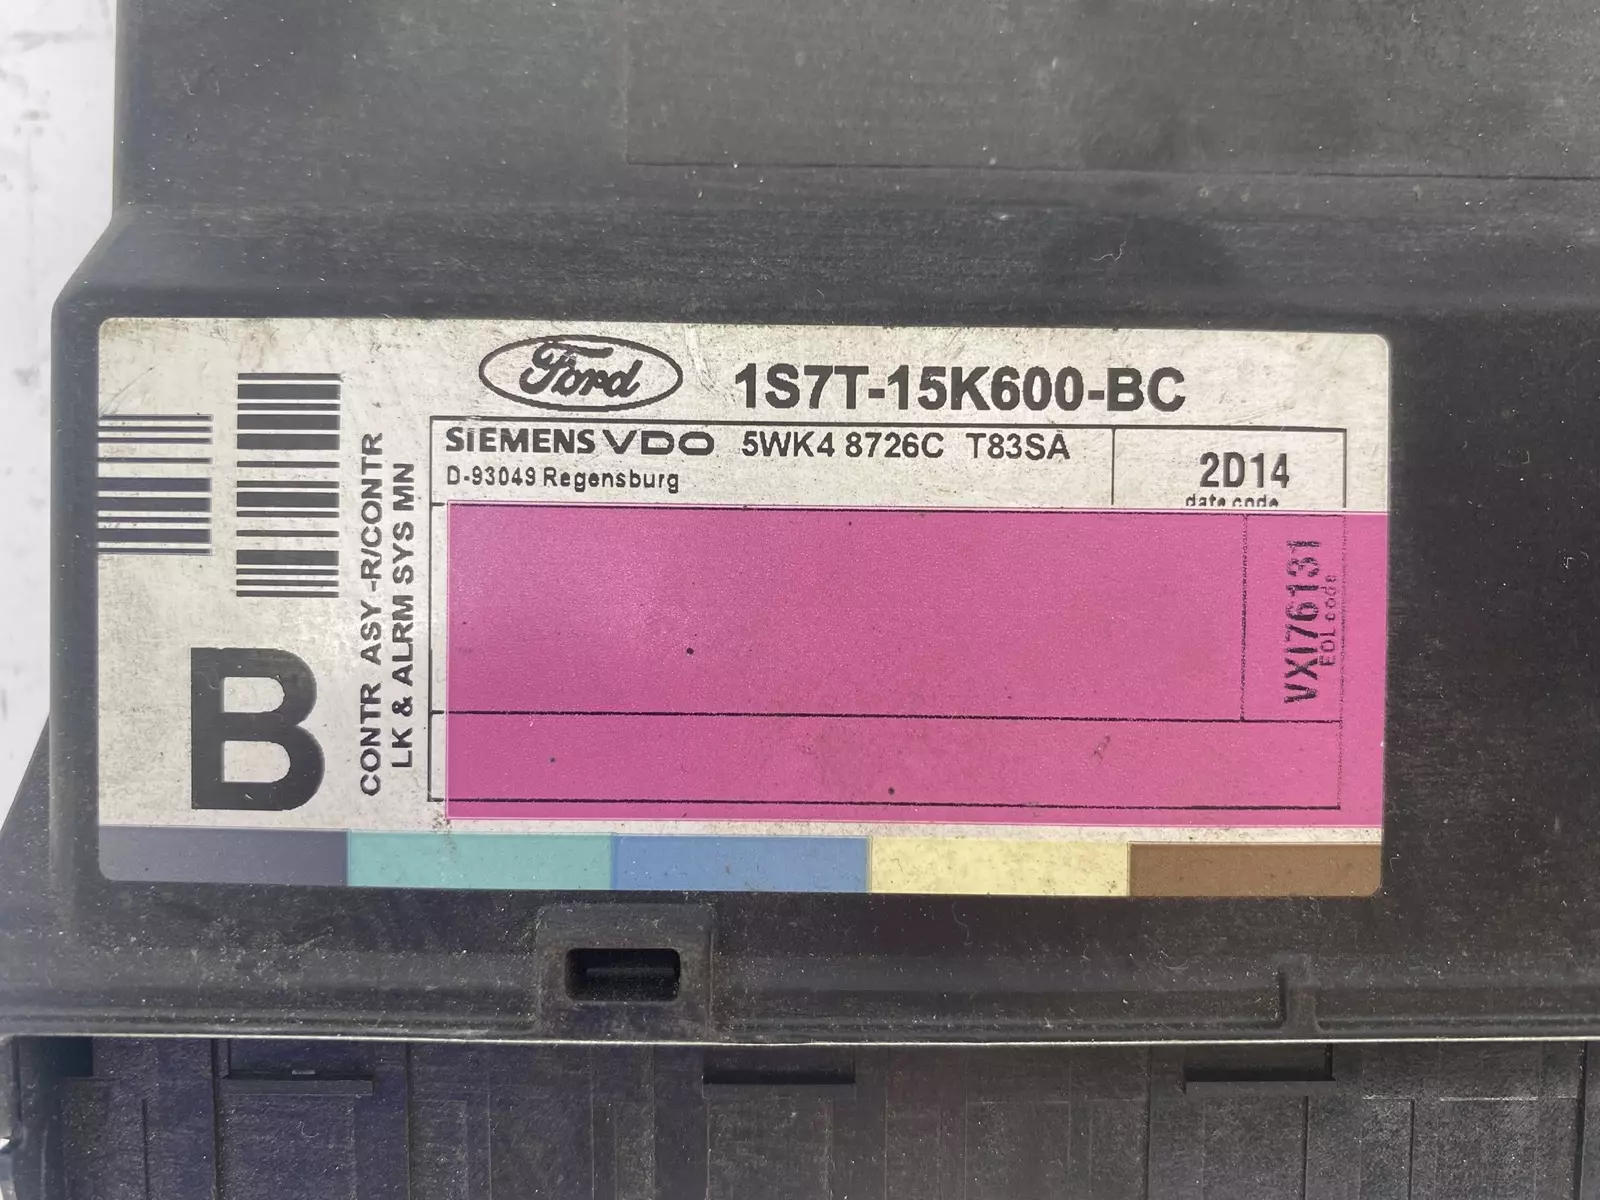 Ford 1S7T-15K600-BC
SIEMENS VDO 5WK4 8726C T83SA
D-93049 Regensburg
2D14
date code
VXI76131
EOL code
CONTR ASY -R/CONTR
LK & ALRM SYS MN
B